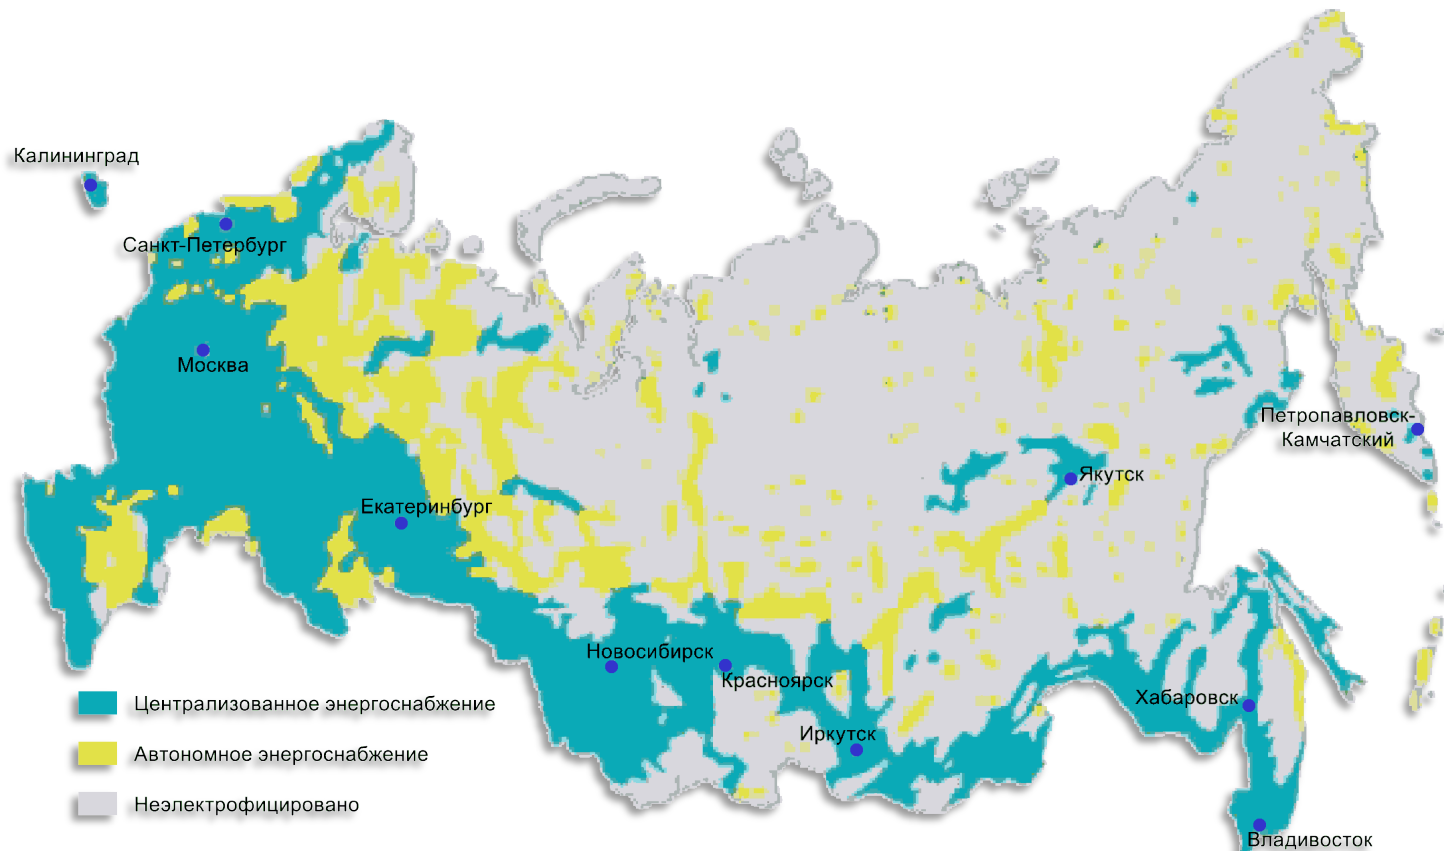 Калининград
Санкт-Петербург
Москва
Петропавловск-
Камчатский
Якутск
Екатеринбург
Новосибирск
Красноярск
Хабаровск
Иркутск
Владивосток
Централизованное энергоснабжение
Автономное энергоснабжение
Неэлектрофицировано